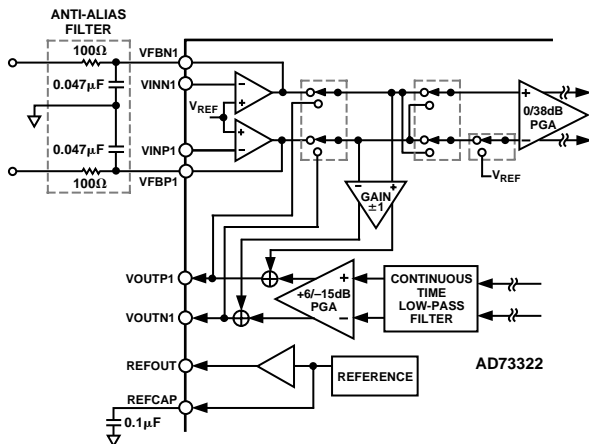 ANTI-ALIAS
FILTER
100Ω
VFBN1
VINN1
0.047μF
VREF
0/38dB
PGA
0.047μF
VINP1
100Ω
VFBP1
VREF
GAIN
±1
VOUTP1
+6/–15dB
PGA
CONTINUOUS
TIME
LOW-PASS
FILTER
VOUTN1
REFOUT
REFERENCE
AD73322
REFCAP
0.1μF